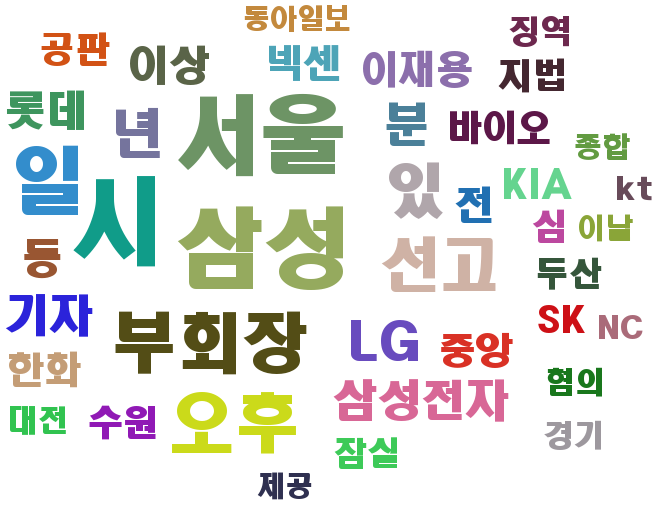 동아일보
공판
이상
넥센
이재용
징역
지법
롯데
년
서울
분
바이오
종합
일
시
있
전
KIA
kt
등
삼성
선고
심
이날
두산
기자
부회장
LG
중앙
SK
NC
한화
삼성전자
혐의
대전
수원
오후
잠실
경기
제공